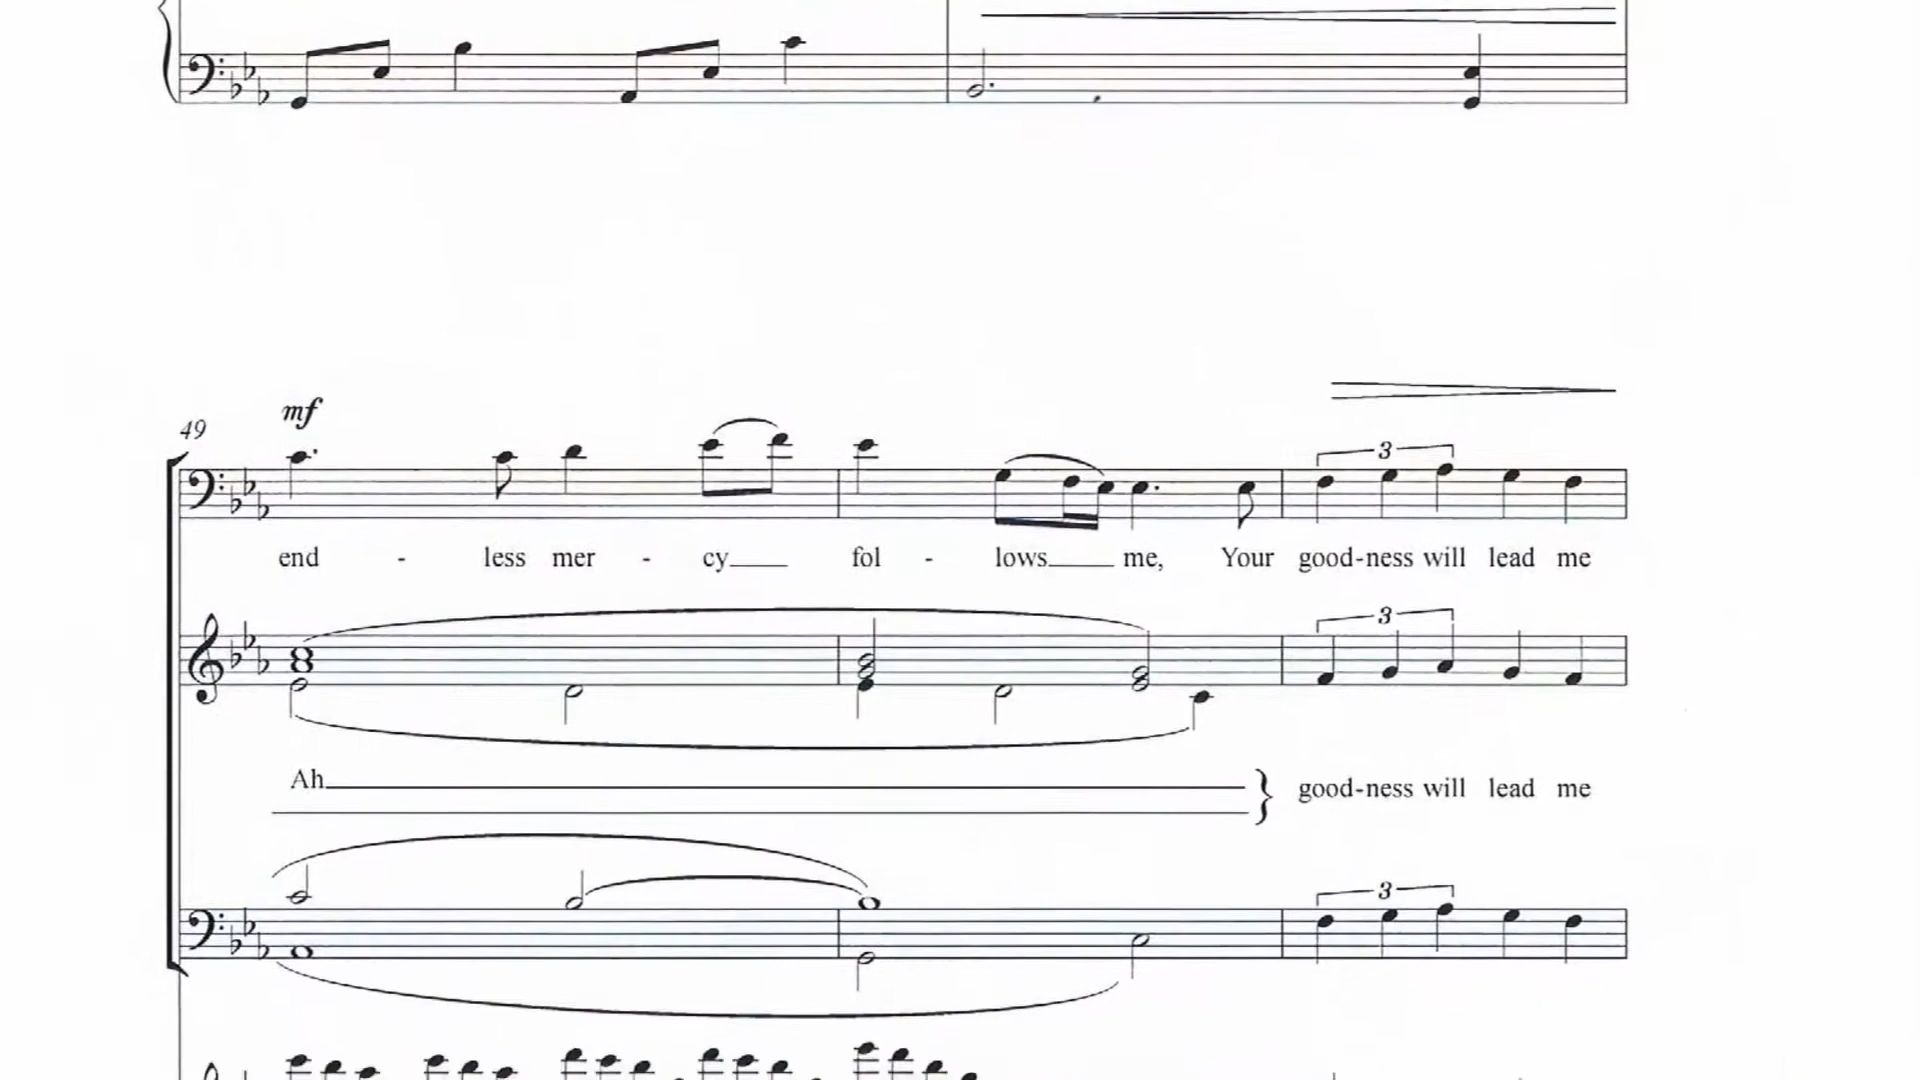 mf
49
3
end - less mer - cy fol - lows me, Your good-ness will lead me
3
Ah } good-ness will lead me
3